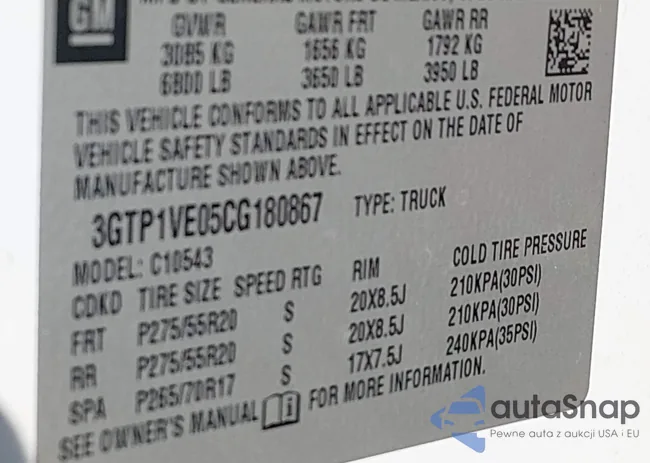 GM
GVWR GAWR FRT GAWR RR
3085 KG 1656 KG 1792 KG
6800 LB 3650 LB 3950 LB
THIS VEHICLE CONFORMS TO ALL APPLICABLE U.S. FEDERAL MOTOR
VEHICLE SAFETY STANDARDS IN EFFECT ON THE DATE OF
MANUFACTURE SHOWN ABOVE.
3GTP1VE05CG180867 TYPE: TRUCK
MODEL: C10543
CDKD TIRE SIZE SPEED RTG RIM COLD TIRE PRESSURE
FRT P275/55R20 S 20X8.5J 210KPA(30PSI)
RR P275/55R20 S 20X8.5J 210KPA(30PSI)
SPA P265/70R17 S 17X7.5J 240KPA(35PSI)
SEE OWNER'S MANUAL FOR MORE INFORMATION.
autaSnap
Pewne auta z aukcji USA i EU